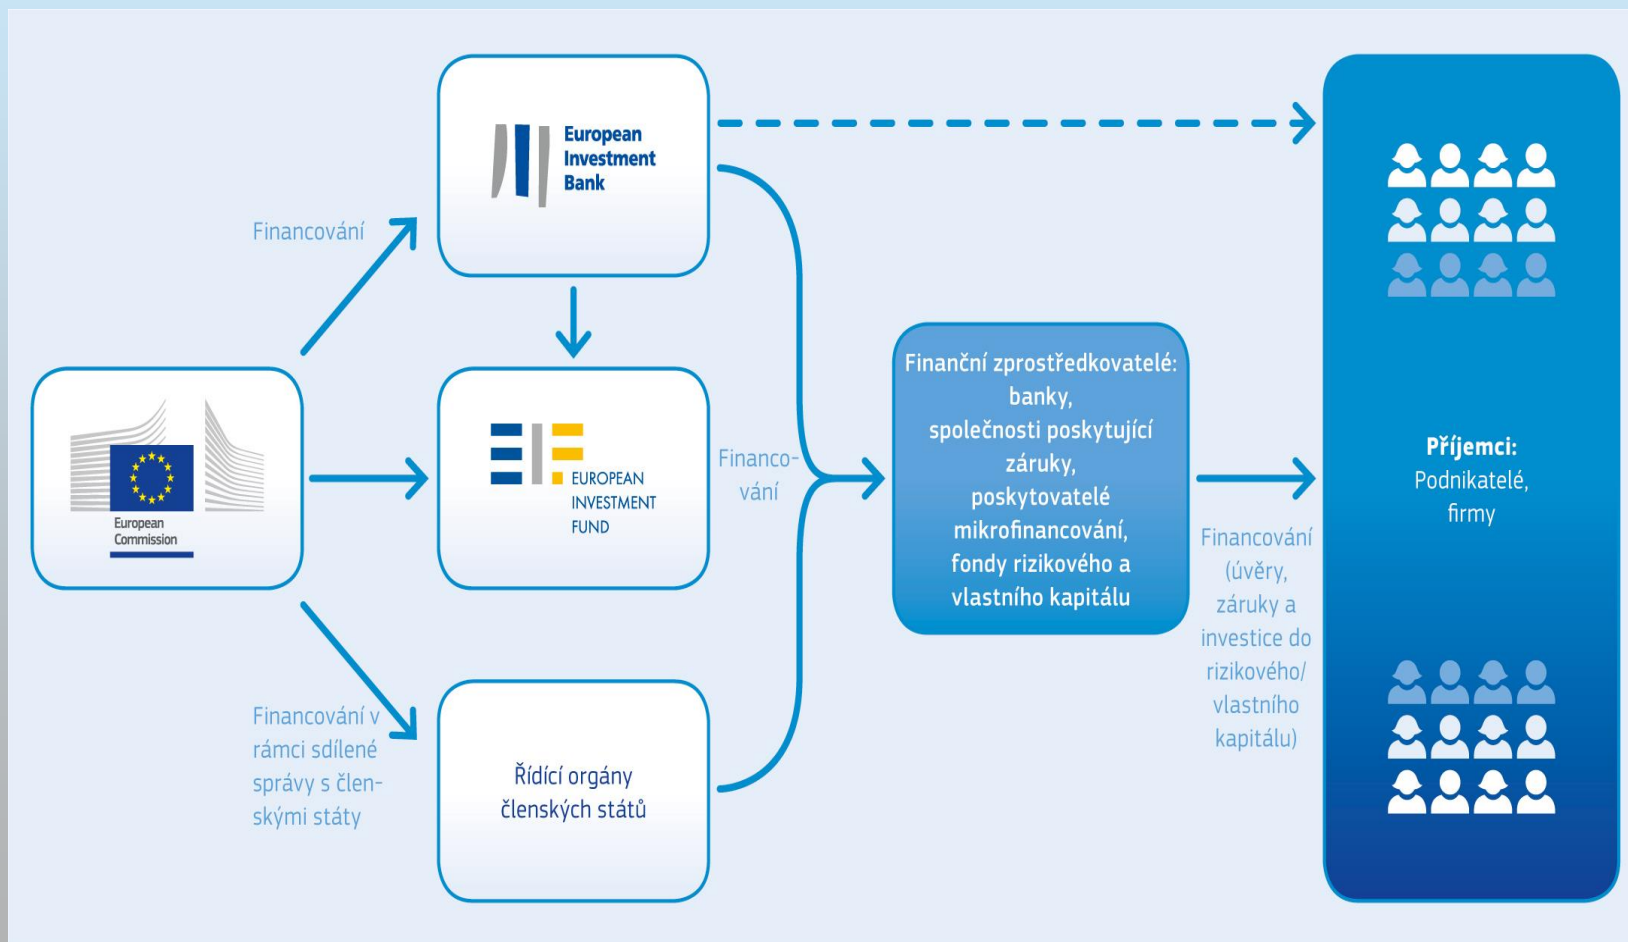 European
Investment
Bank
Financování
European
Commission
EUROPEAN
INVESTMENT
FUND
Financo-
vání
Financování v
rámci sdílené
správy s člen-
skými státy
Řídící orgány
členských států
Finanční zprostředkovatelé:
banky,
společnosti poskytující
záruky,
poskytovatelé
mikrofinancování,
fondy rizikového a
vlastního kapitálu
Financování
(úvěry,
záruky a
investice do
rizikového/
vlastního
kapitálu)
Příjemci:
Podnikatelé,
firmy